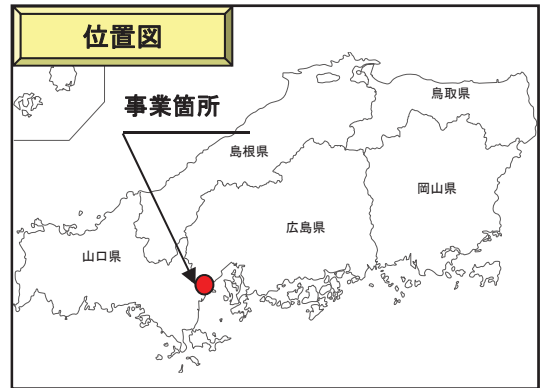 位置図
事業箇所
鳥取県
島根県
岡山県
広島県
山口県